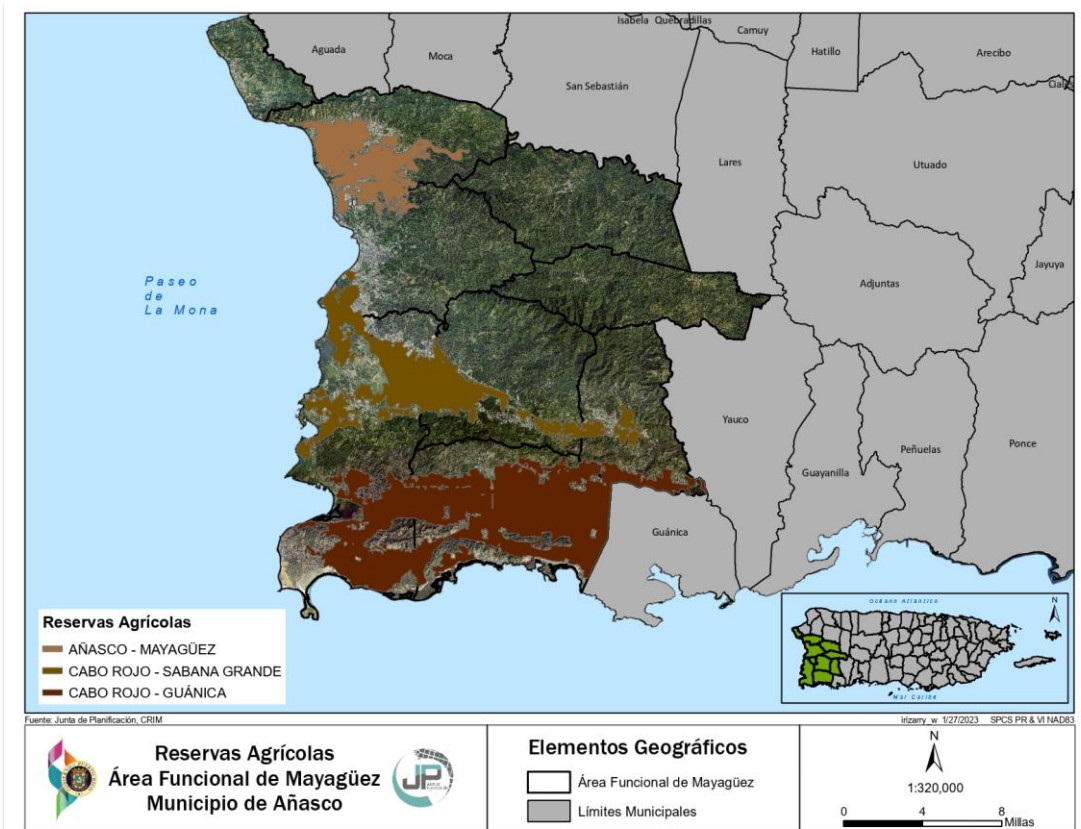 Isabela
Quebradillas
Camuy
Aguada
Moca
Hatillo
Arecibo
Ciales
San Sebastián
Lares
Utuado
Jayuya
Adjuntas
Paseo
de
La Mona
Yauco
Peñuelas
Ponce
Guayanilla
Guánica
Reservas Agrícolas
AÑASCO - MAYAGÜEZ
CABO ROJO - SABANA GRANDE
CABO ROJO - GUÁNICA
Océano Atlántico
N
Mar Caribe
Fuente: Junta de Planificación, CRIM
irizarry_w 1/27/2023 SPCS PR & VI NAD83
Reservas Agrícolas
Área Funcional de Mayagüez
Municipio de Añasco
JP
Elementos Geográficos
Área Funcional de Mayagüez
Límites Municipales
N
1:320,000
0 4 8
Millas